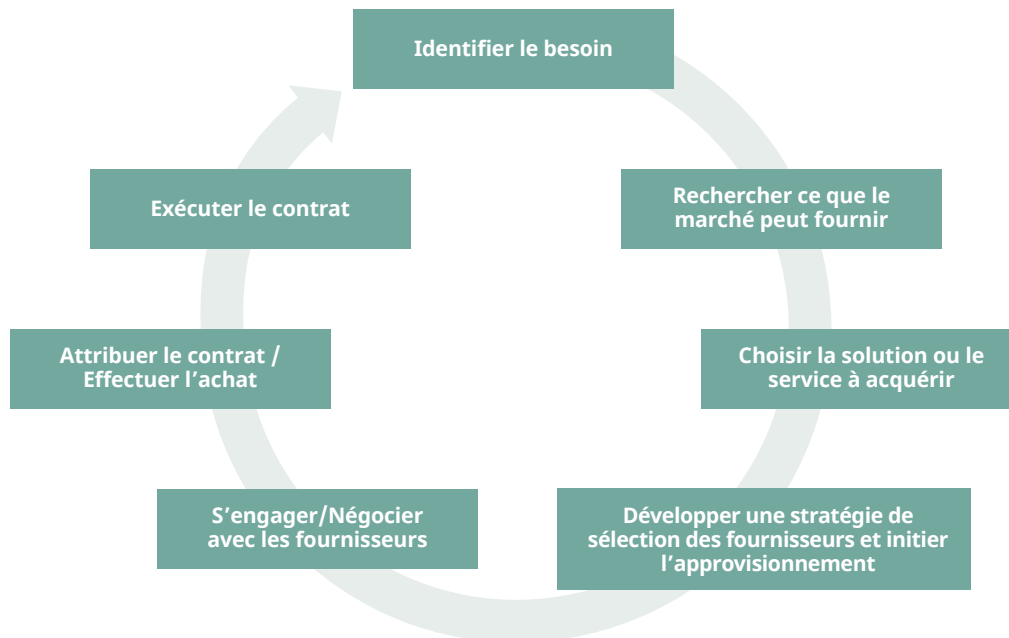 Identifier le besoin
Rechercher ce que le
marché peut fournir
Choisir la solution ou le
service à acquérir
Développer une stratégie de
sélection des fournisseurs et initier
l’approvisionnement
S’engager/Négocier
avec les fournisseurs
Attribuer le contrat /
Effectuer l’achat
Exécuter le contrat